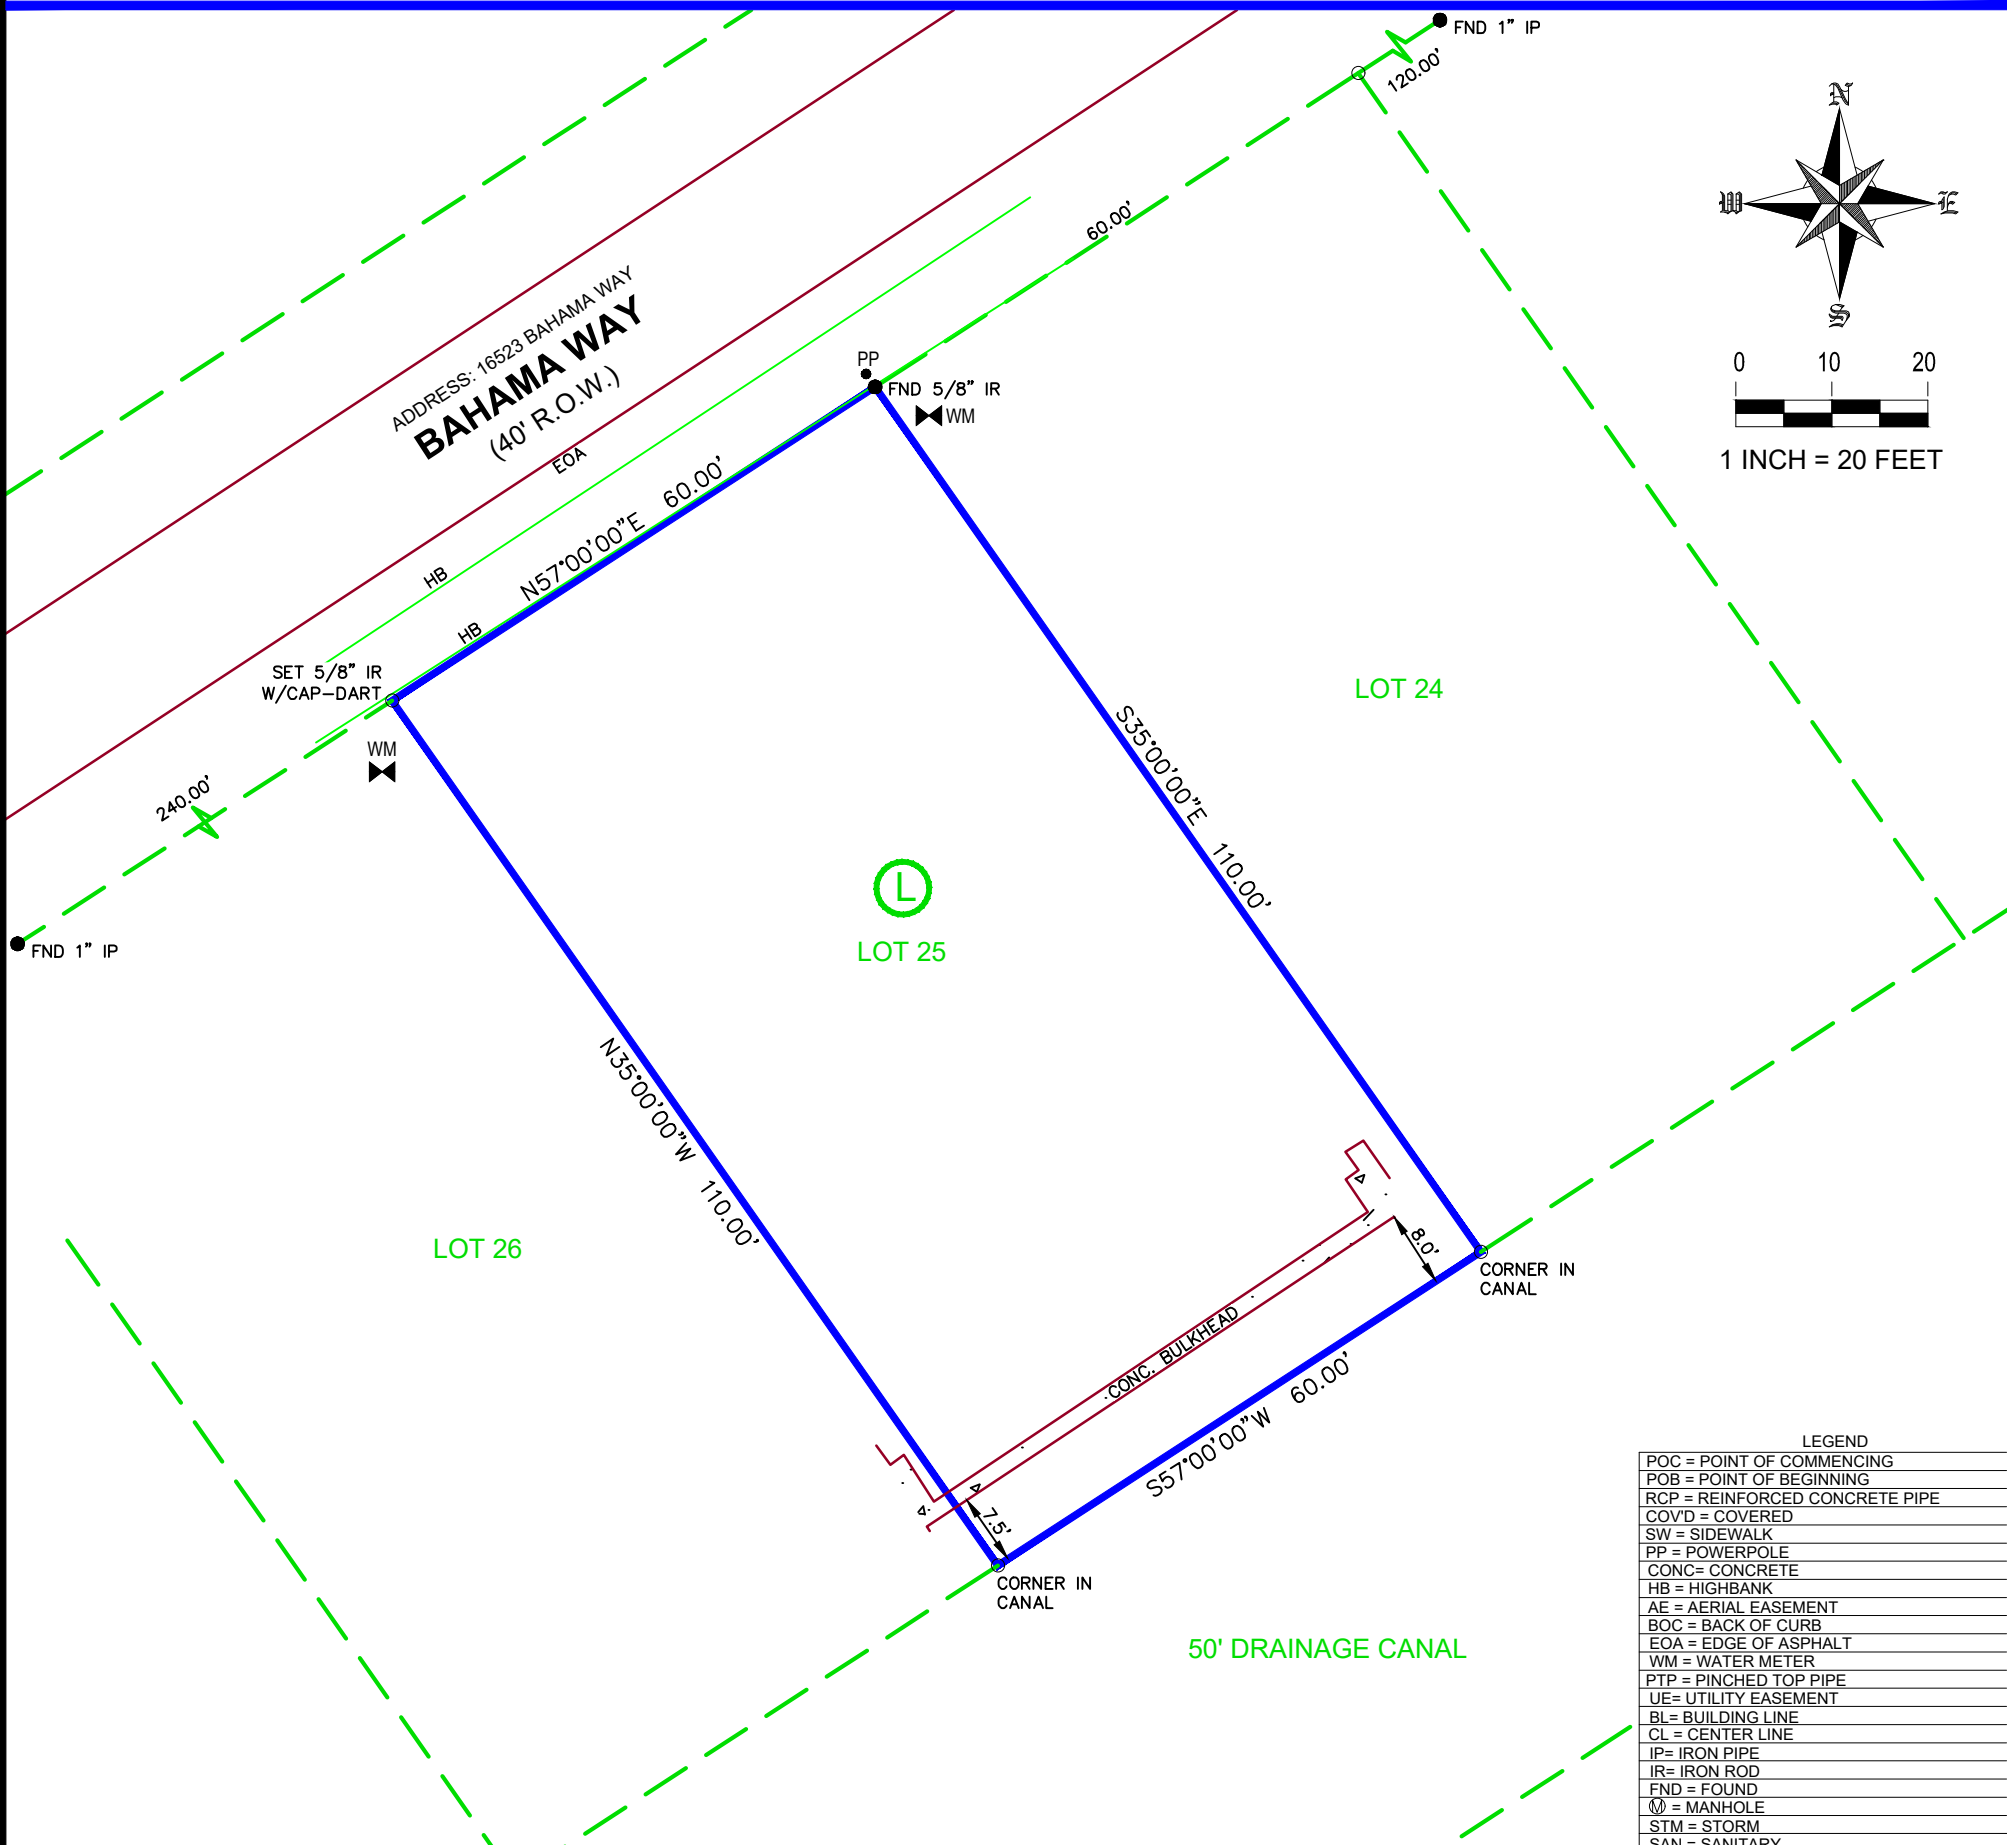 FND 1" IP
120.00'
N
W
E
S
60.00'
0 10 20
1 INCH = 20 FEET
ADDRESS: 16523 BAHAMA WAY
BAHAMA WAY
(40' R.O.W.)
EOA
PP
FND 5/8" IR
WM
N57°00'00"E 60.00'
HB
HB
SET 5/8" IR
W/CAP-DART
WM
240.00'
FND 1" IP
LOT 24
S35°00'00"E 110.00'
L
LOT 25
N35°00'00"W 110.00'
LOT 26
8.0'
CORNER IN
CANAL
CONC. BULKHEAD
S57°00'00"W 60.00'
7.5'
CORNER IN
CANAL
50' DRAINAGE CANAL
LEGEND
POC = POINT OF COMMENCING
POB = POINT OF BEGINNING
RCP = REINFORCED CONCRETE PIPE
COV'D = COVERED
SW = SIDEWALK
PP = POWERPOLE
CONC= CONCRETE
HB = HIGHBANK
AE = AERIAL EASEMENT
BOC = BACK OF CURB
EOA = EDGE OF ASPHALT
WM = WATER METER
PTP = PINCHED TOP PIPE
UE= UTILITY EASEMENT
BL= BUILDING LINE
CL = CENTER LINE
IP= IRON PIPE
IR= IRON ROD
FND = FOUND
Ⓜ = MANHOLE
STM = STORM
SAN = SANITARY